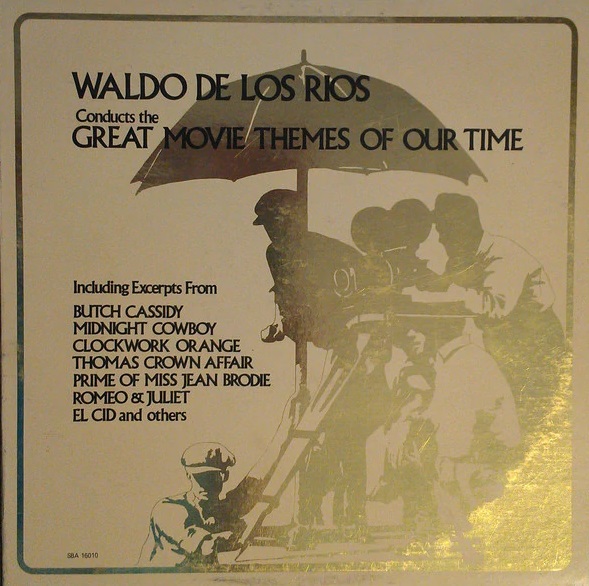 WALDO DE LOS RIOS
Conducts the
GREAT MOVIE THEMES OF OUR TIME
Including Excerpts From
BUTCH CASSIDY
MIDNIGHT COWBOY
CLOCKWORK ORANGE
THOMAS CROWN AFFAIR
PRIME OF MISS JEAN BRODIE
ROMEO & JULIET
EL CID and others
SBA 16010